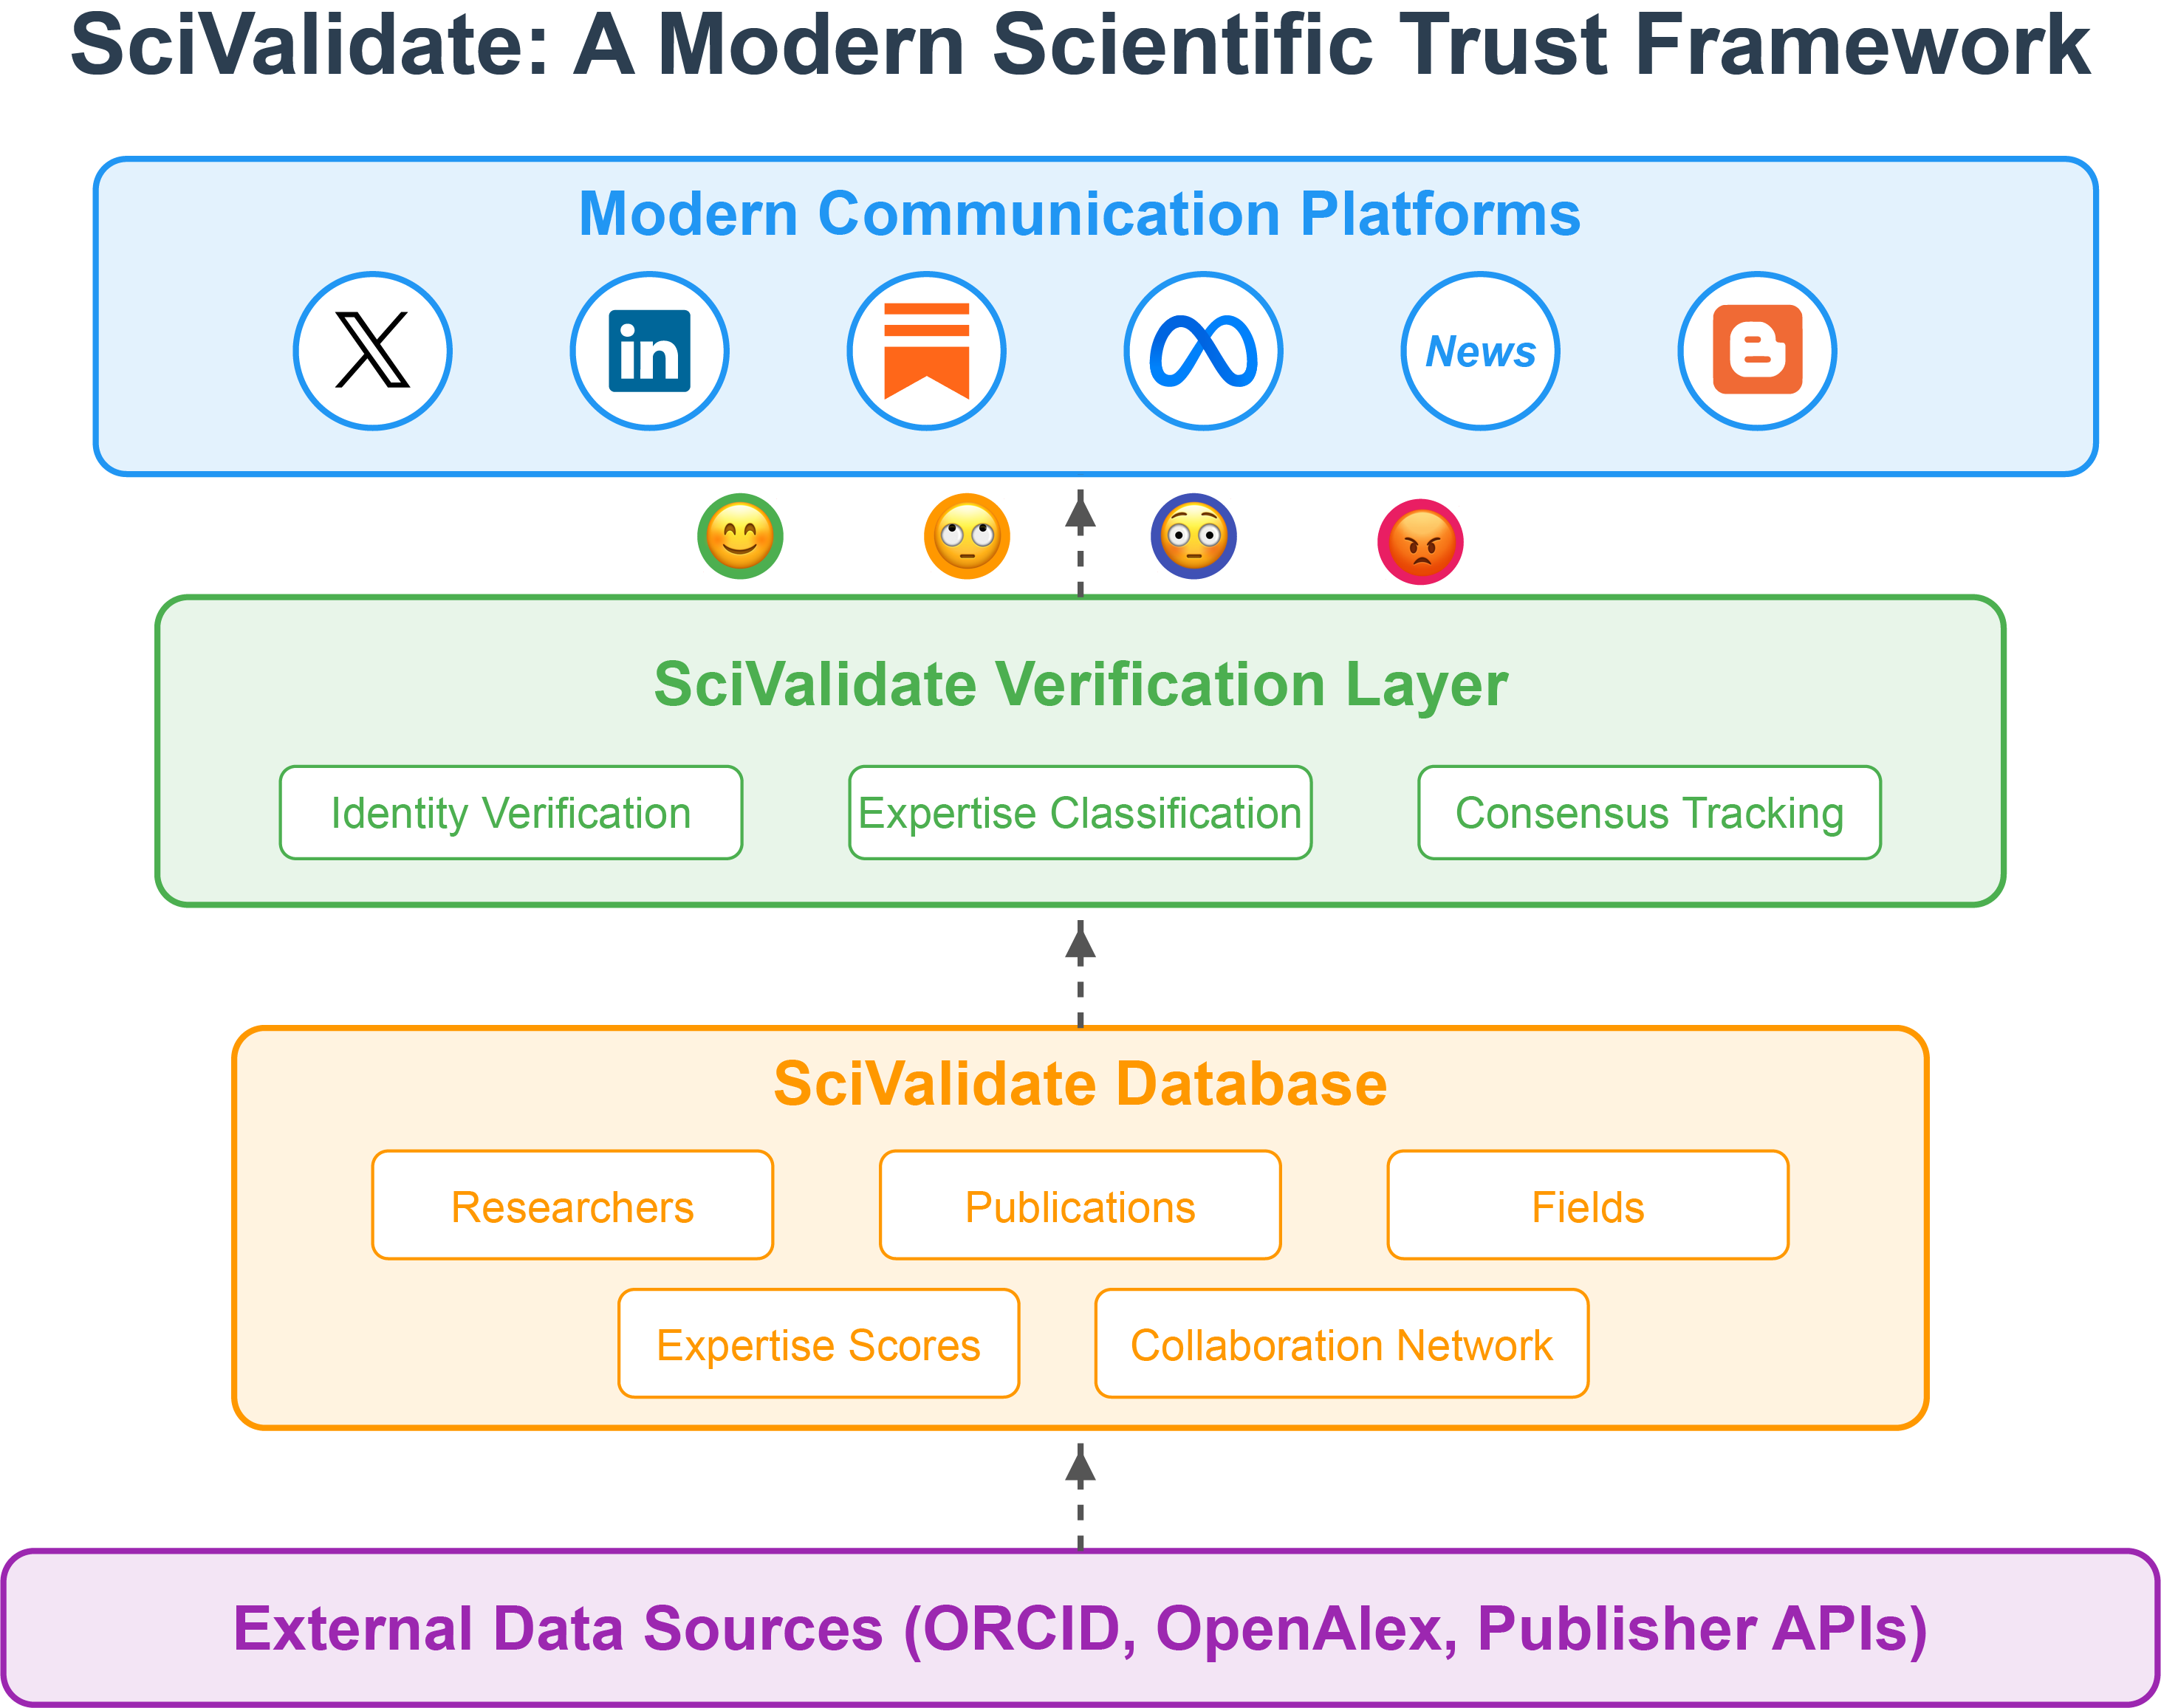 SciValidate: A Modern Scientific Trust Framework
Modern Communication Platforms
X
in
News
SciValidate Verification Layer
Identity Verification
Expertise Classification
Consensus Tracking
SciValidate Database
Researchers
Publications
Fields
Expertise Scores
Collaboration Network
External Data Sources (ORCID, OpenAlex, Publisher APIs)